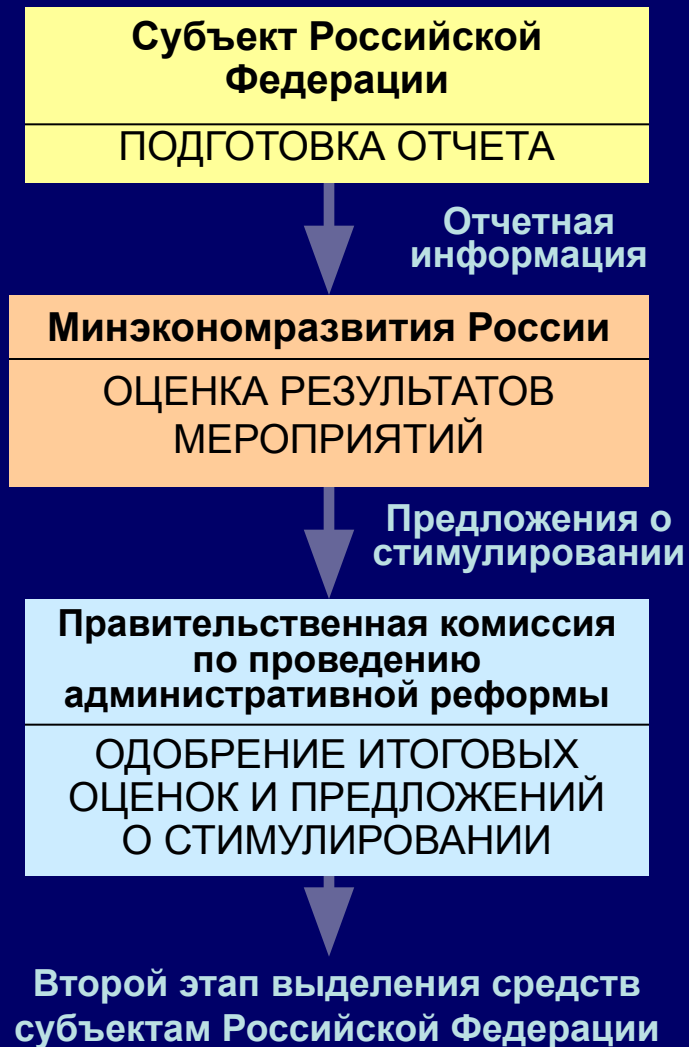 Субъект Российской
Федерации
ПОДГОТОВКА ОТЧЕТА
Отчетная
информация
Минэкономразвития России
ОЦЕНКА РЕЗУЛЬТАТОВ
МЕРОПРИЯТИЙ
Предложения о
стимулировании
Правительственная комиссия
по проведению
административной реформы
ОДОБРЕНИЕ ИТОГОВЫХ
ОЦЕНОК И ПРЕДЛОЖЕНИЙ
О СТИМУЛИРОВАНИИ
Второй этап выделения средств
субъектам Российской Федерации